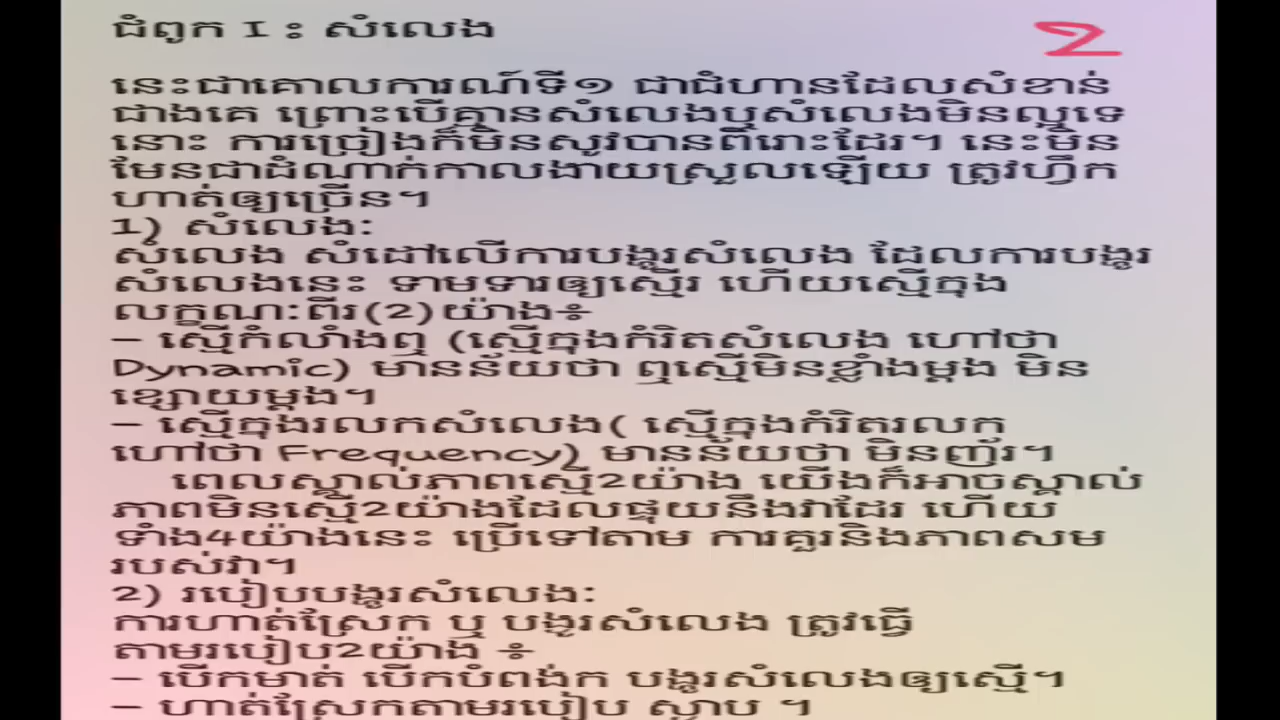 ជំពូក I : សំលេង
2
នេះជាគោលការណ៍ទី១ ជាជំហានដែលសំខាន់
ជាងគេ ព្រោះបើគ្មានសំលេងឬសំលេងមិនល្អទេ
នោះ ការច្រៀងក៏មិនសូវបានពីរោះដែរ។ នេះមិន
មែនជាដំណាក់កាលងាយស្រួលឡើយ ត្រូវហ្វឹក
ហាត់ឲ្យច្រើន។
1) សំលេង:
សំលេង សំដៅលើការបង្ករសំលេង ដែលការបង្ករ
សំលេងនេះ ទាមទារឲ្យស្មើរ ហើយស្មើក្នុង
លក្ខណ:ពីរ(2)យ៉ាង÷
– ស្មើកំលាំងឮ (ស្មើក្នុងកំរិតសំលេង ហៅថា
Dynamic) មានន័យថា ឮស្មើមិនខ្លាំងម្តង មិន
ខ្សោយម្តង។
– ស្មើក្នុងរលកសំលេង( ស្មើក្នុងកំរិតរលក
ហៅថា Frequency) មានន័យថា មិនញ័រ។
ពេលស្គាល់ភាពស្មើ2យ៉ាង យើងក៏អាចស្គាល់
ភាពមិនស្មើ2យ៉ាងដែលផ្ទុយនឹងវាដែរ ហើយ
ទាំង4យ៉ាងនេះ ប្រើទៅតាម ការគួរនិងភាពសម
របស់វា។
2) របៀបបង្ករសំលេង:
ការហាត់ស្រែក ឬ បង្ករសំលេង ត្រូវធ្វើ
តាមរបៀប2យ៉ាង ÷
– បើកមាត់ បើកបំពង់ក បង្ករសំលេងឲ្យស្មើ។
– ហាត់ស្រែកតាមរបៀប ស្ងាប ។